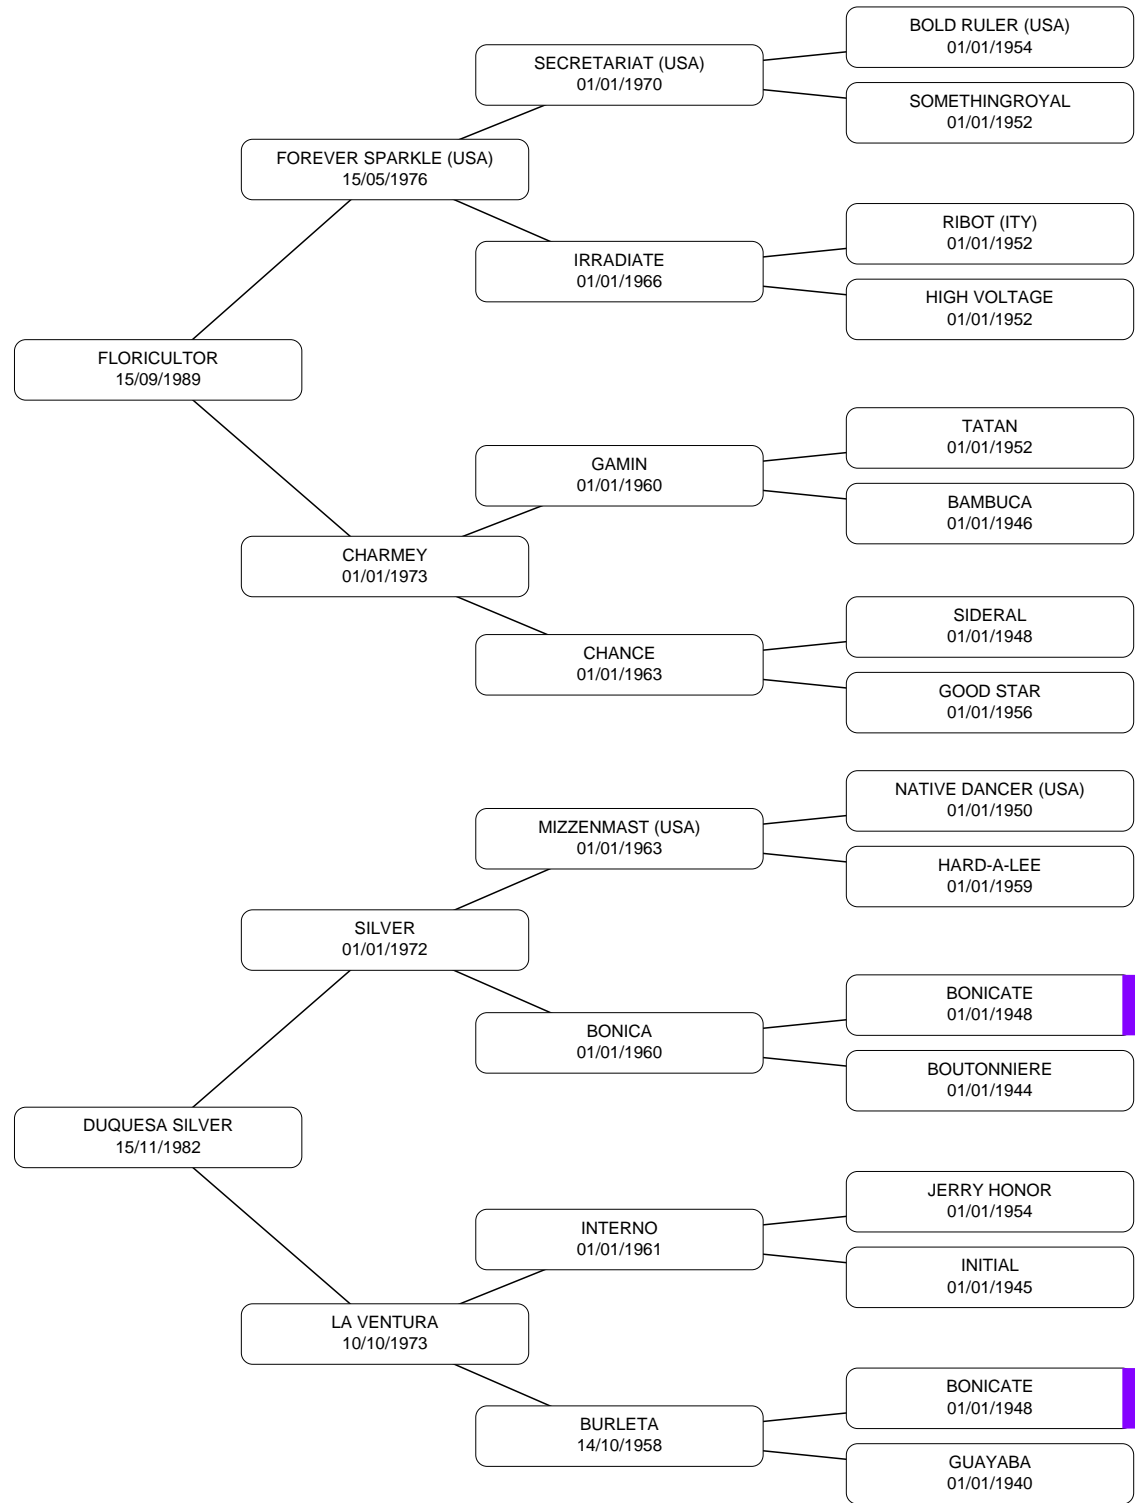 BOLD RULER (USA)
01/01/1954
SECRETARIAT (USA)
01/01/1970
SOMETHINGROYAL
01/01/1952
FOREVER SPARKLE (USA)
15/05/1976
RIBOT (ITY)
01/01/1952
IRRADIATE
01/01/1966
HIGH VOLTAGE
01/01/1952
FLORICULTOR
15/09/1989
TATAN
01/01/1952
GAMIN
01/01/1960
BAMBUCA
01/01/1946
CHARMEY
01/01/1973
SIDERAL
01/01/1948
CHANCE
01/01/1963
GOOD STAR
01/01/1956
NATIVE DANCER (USA)
01/01/1950
MIZZENMAST (USA)
01/01/1963
HARD-A-LEE
01/01/1959
SILVER
01/01/1972
BONICATE
01/01/1948
BONICA
01/01/1960
BOUTONNIERE
01/01/1944
DUQUESA SILVER
15/11/1982
JERRY HONOR
01/01/1954
INTERNO
01/01/1961
INITIAL
01/01/1945
LA VENTURA
10/10/1973
BONICATE
01/01/1948
BURLETA
14/10/1958
GUAYABA
01/01/1940